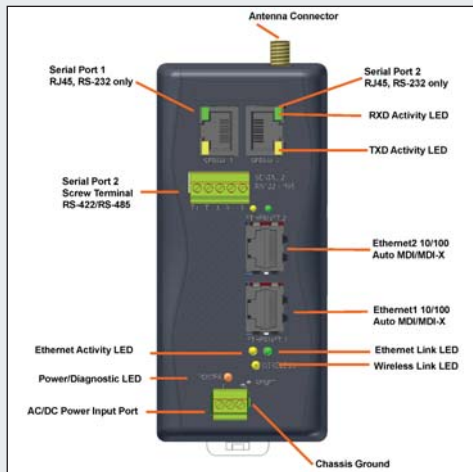 Antenna Connector
Serial Port 1
RJ45, RS-232 only
Serial Port 2
RJ45, RS-232 only
RXD Activity LED
TXD Activity LED
Serial Port 2
Screw Terminal
RS-422/RS-485
Ethernet2 10/100
Auto MDI/MDI-X
Ethernet1 10/100
Auto MDI/MDI-X
Ethernet Activity LED
Ethernet Link LED
Wireless Link LED
Power/Diagnostic LED
AC/DC Power Input Port
Chassis Ground